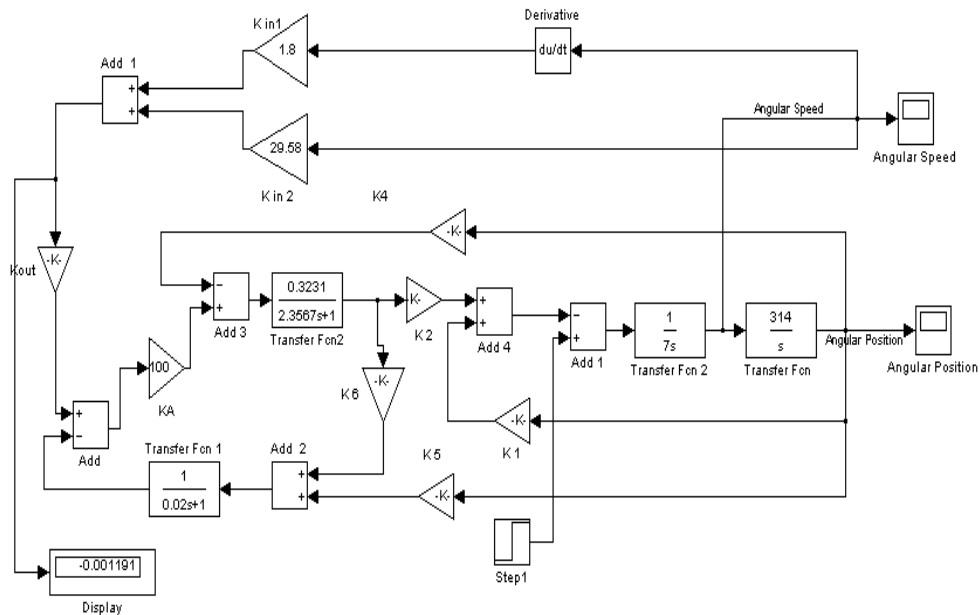 Derivative
K in1
1.8
du/dt
Add 1
+
+
Angular Speed
Angular Speed
29.58
K in 2
K4
-K-
-K-
Kout
−
+
Add 3
0.3231
2.3567s+1
Transfer Fcn2
K-
K2
+
+
Add 4
−
+
Add 1
1
7s
Transfer Fcn 2
314
s
Transfer Fcn
Angular Position
Angular Position
100
KA
-K-
K6
+
−
Add
Transfer Fcn 1
1
0.02s+1
Add 2
+
+
K5
-K-
-K-
K1
Step1
-0.001191
Display